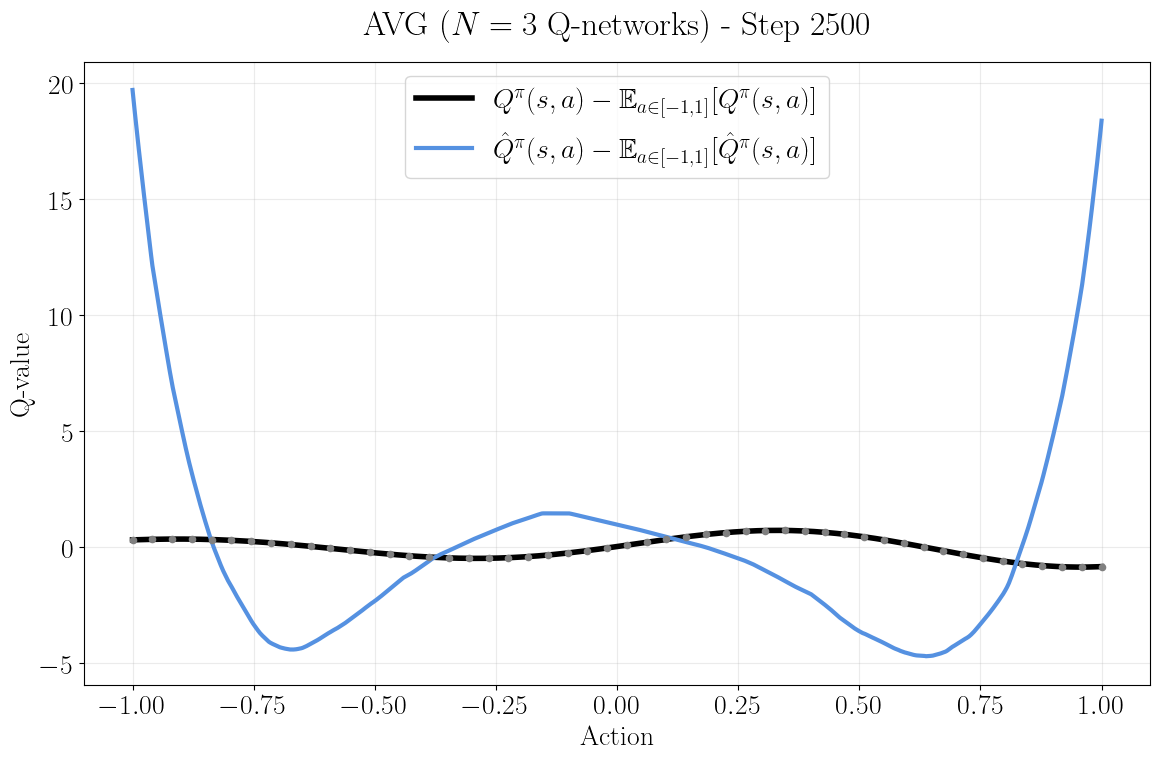 AVG (N = 3 Q-networks) - Step 2500
Q^π(s, a) − 𝔼_{a∈[−1,1]}[Q^π(s, a)]
Q̂^π(s, a) − 𝔼_{a∈[−1,1]}[Q̂^π(s, a)]
20
15
10
5
0
−5
Q-value
−1.00 −0.75 −0.50 −0.25 0.00 0.25 0.50 0.75 1.00
Action